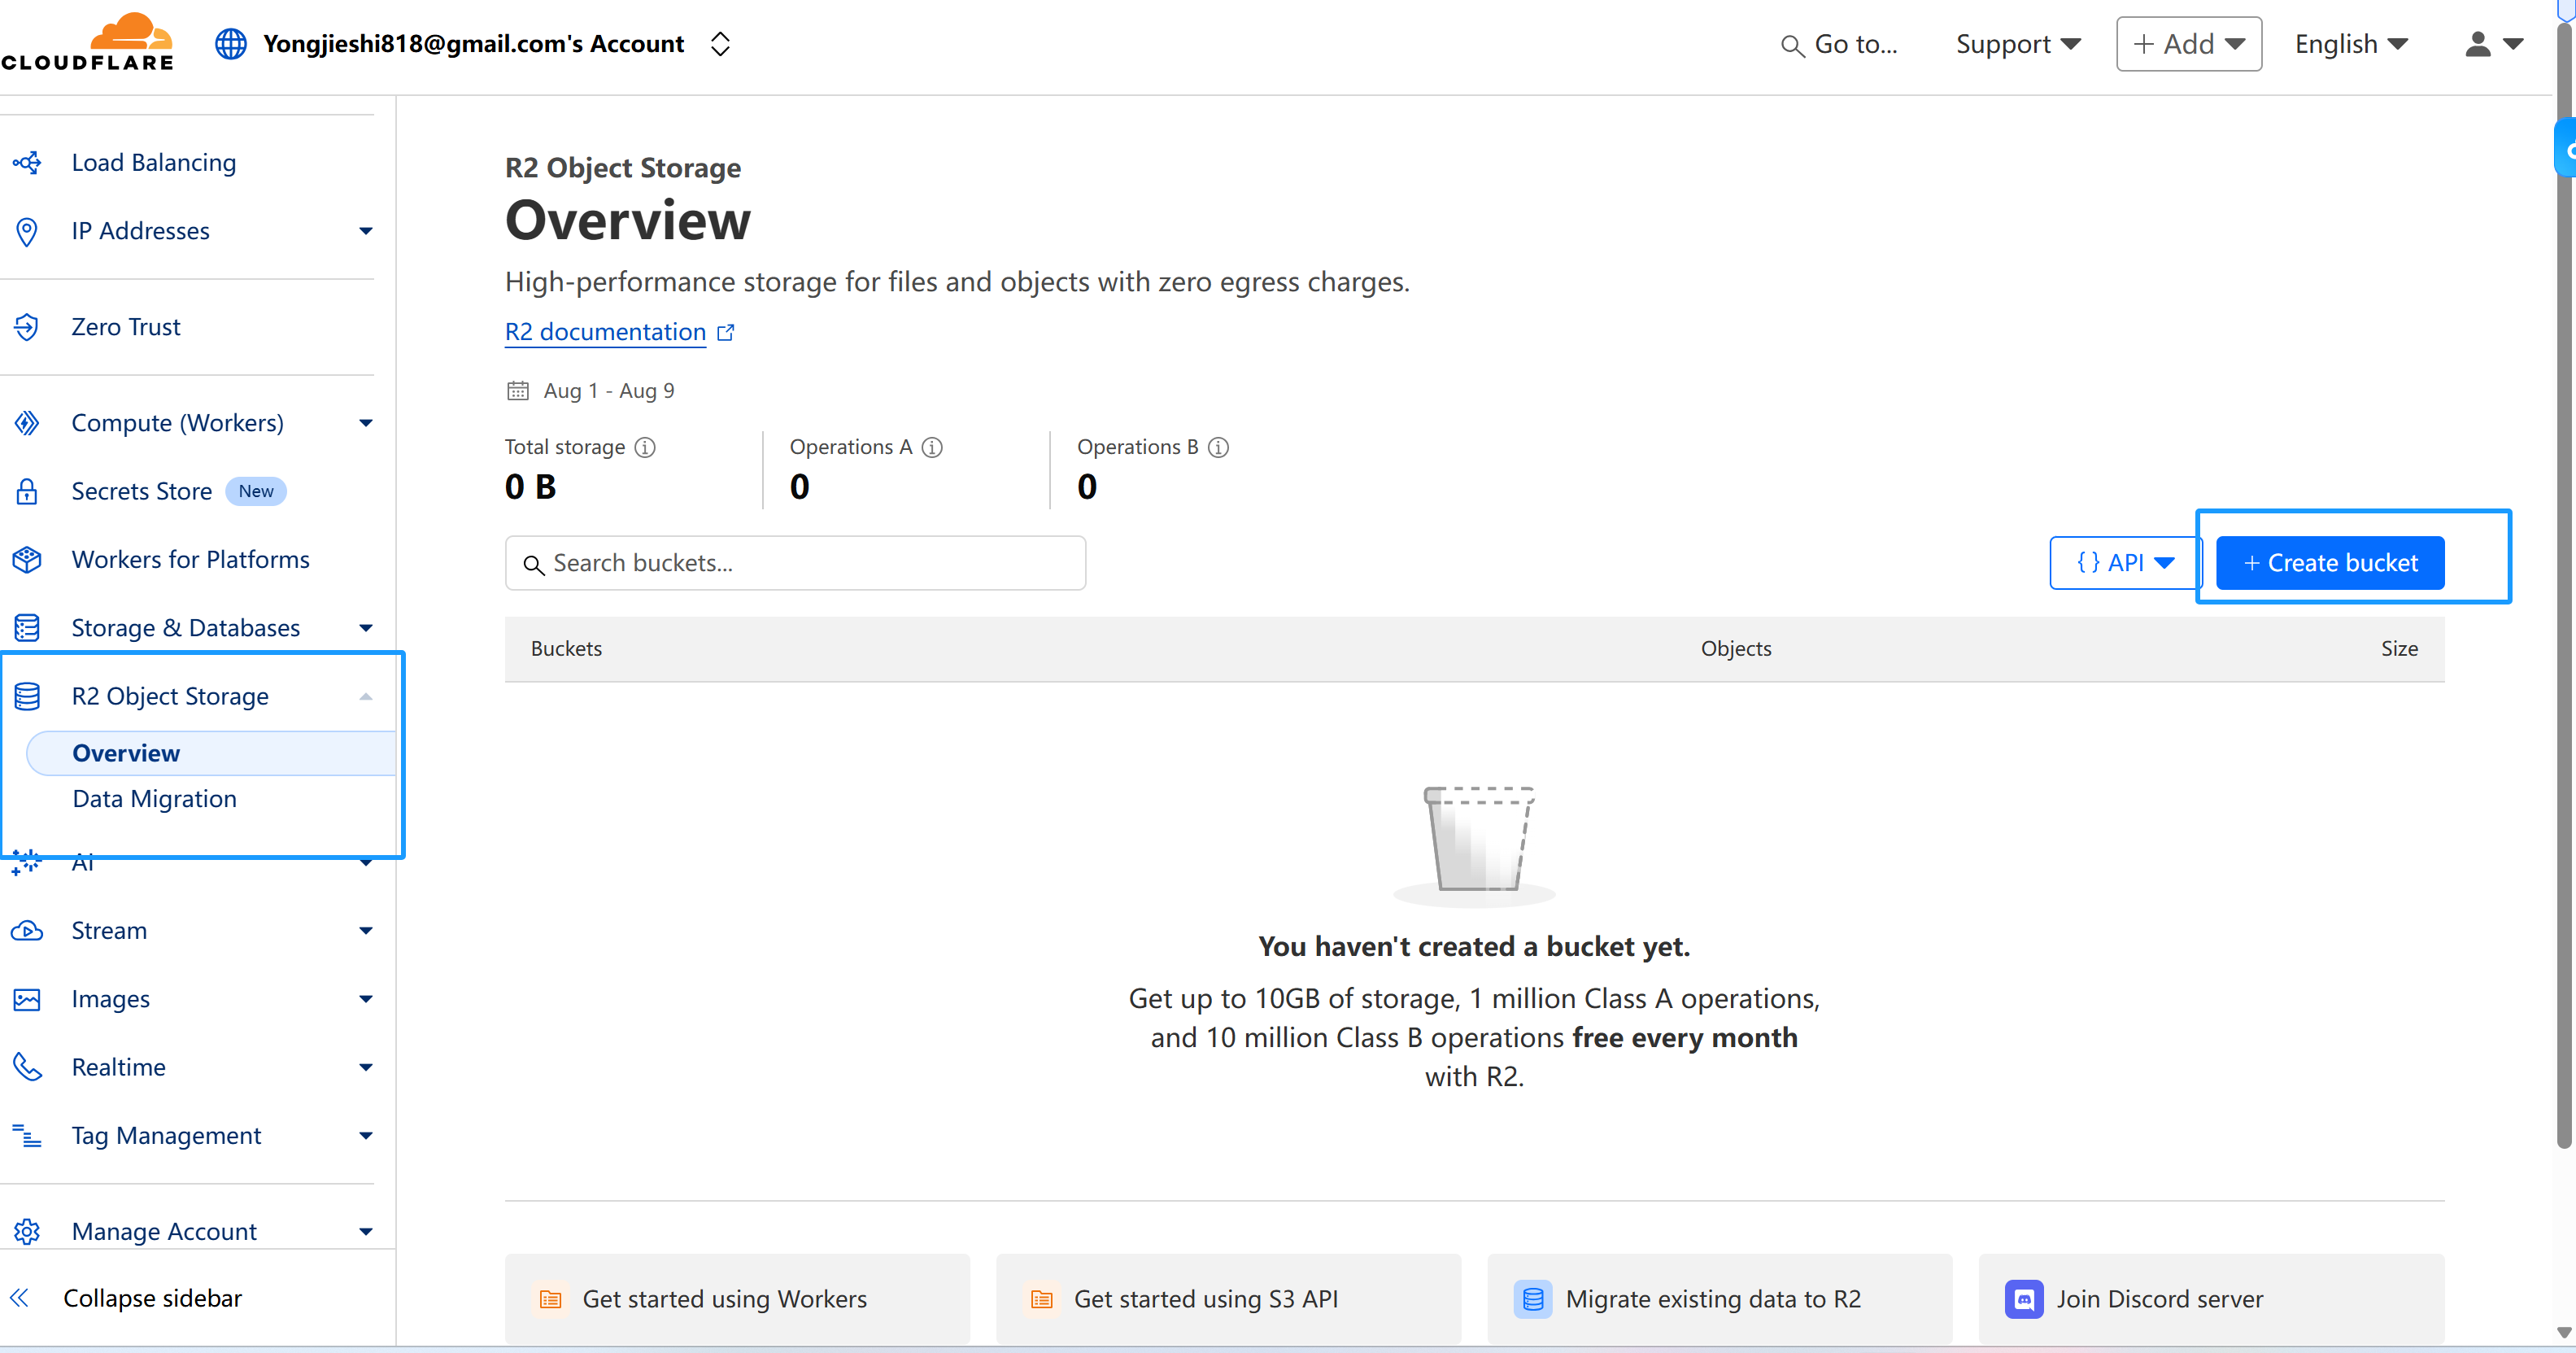 CLOUDFLARE
Yongjieshi818@gmail.com's Account
Go to...
Support
+ Add
English
Load Balancing
IP Addresses
Zero Trust
Compute (Workers)
Secrets Store New
Workers for Platforms
Storage & Databases
R2 Object Storage
Overview
Data Migration
AI
Stream
Images
Realtime
Tag Management
Manage Account
Collapse sidebar
R2 Object Storage
Overview
High-performance storage for files and objects with zero egress charges.
R2 documentation
Aug 1 - Aug 9
Total storage
0 B
Operations A
0
Operations B
0
Search buckets...
{ } API
+ Create bucket
Buckets Objects Size
You haven't created a bucket yet.
Get up to 10GB of storage, 1 million Class A operations,
and 10 million Class B operations free every month
with R2.
Get started using Workers
Get started using S3 API
Migrate existing data to R2
Join Discord server